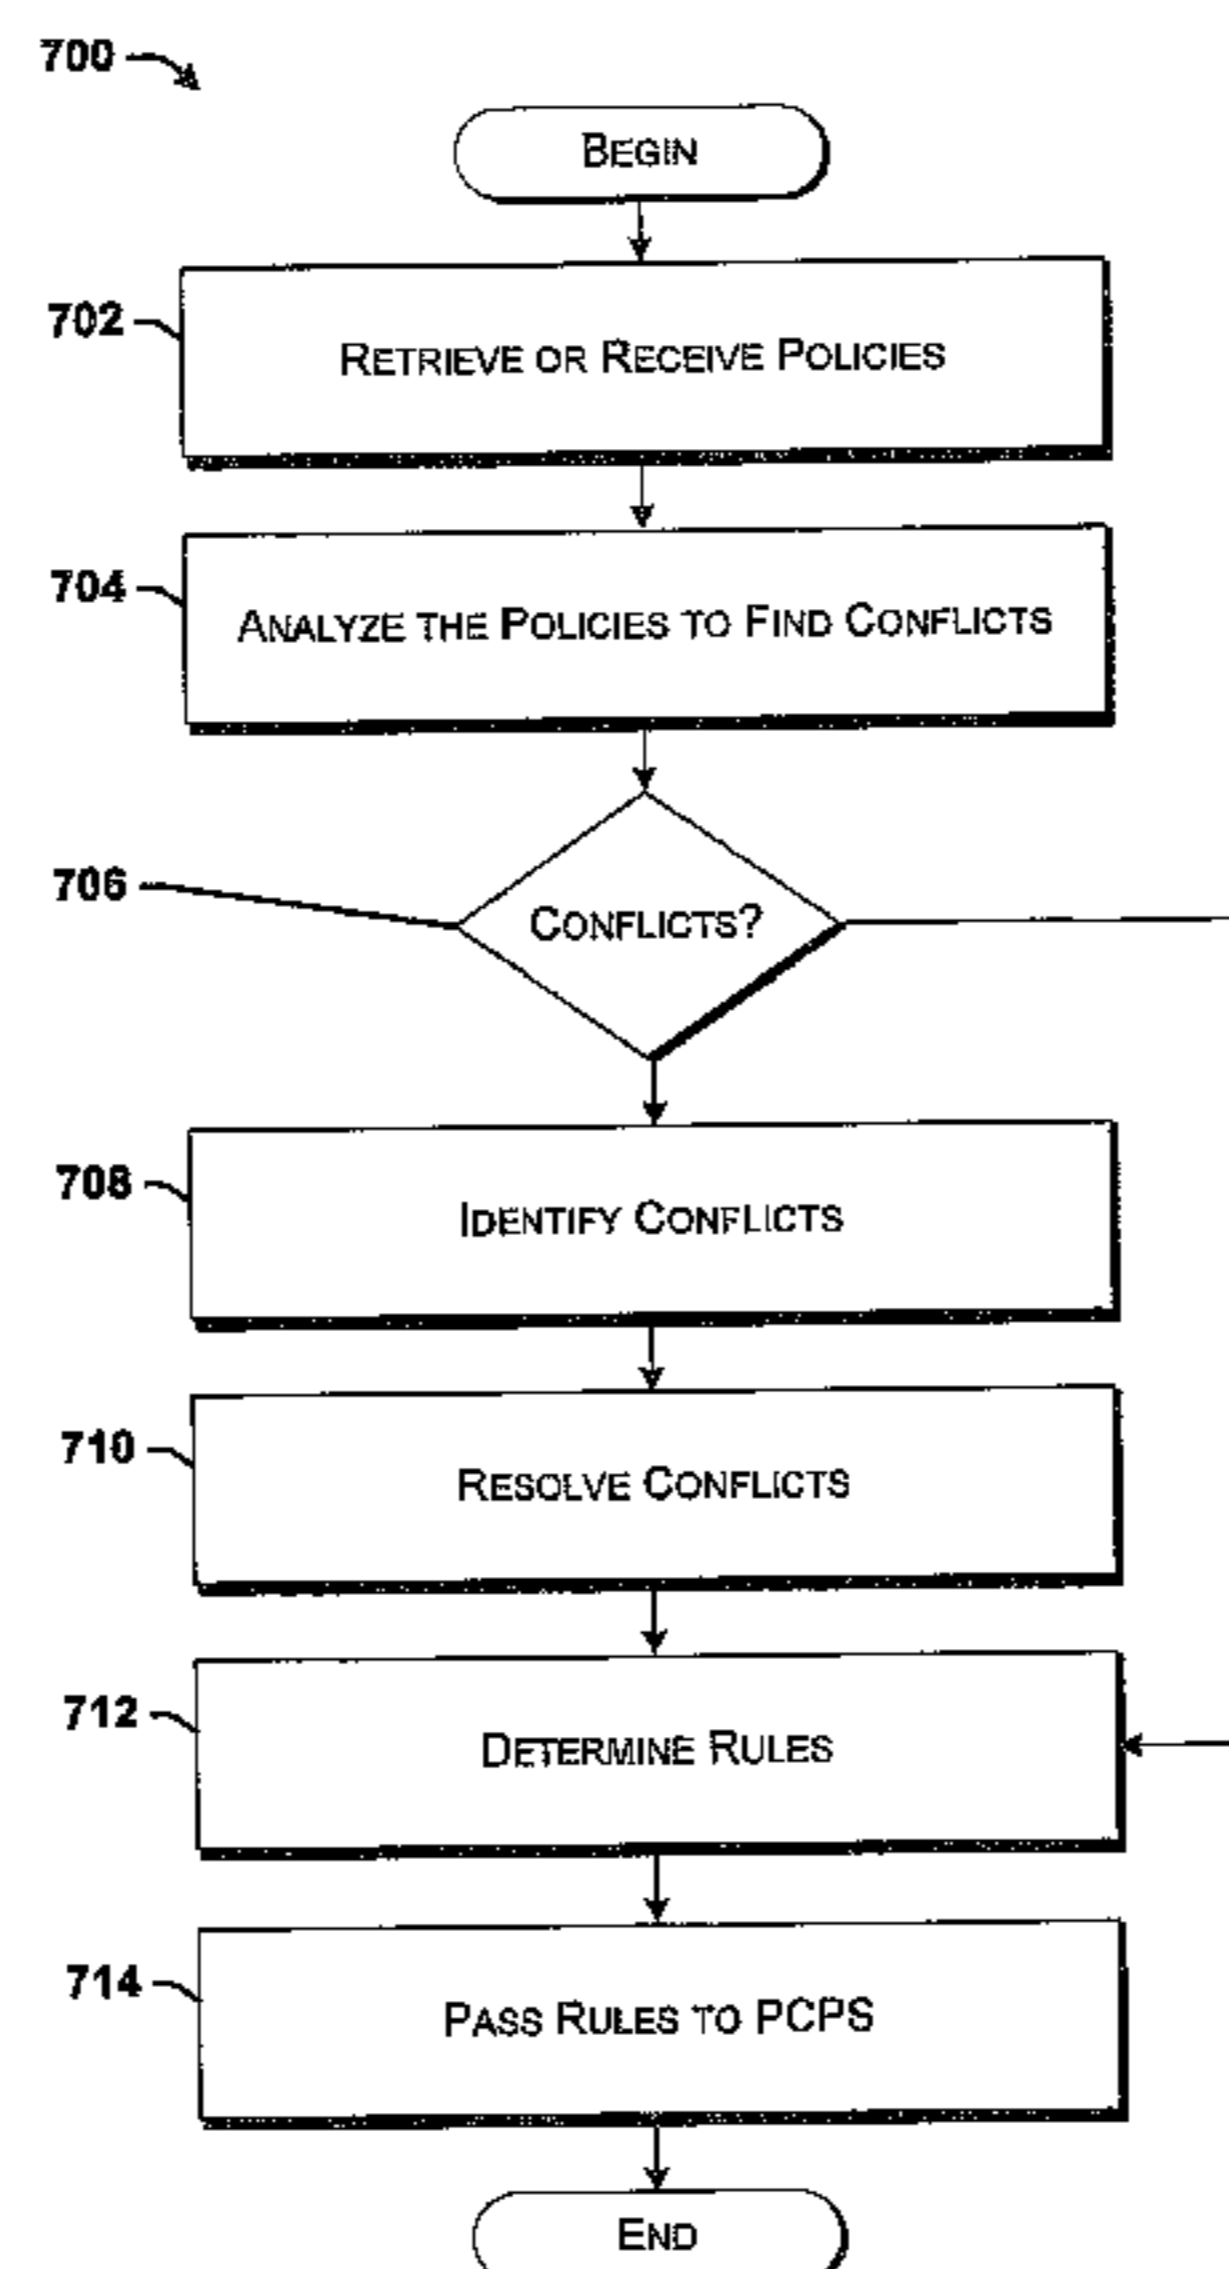 700
BEGIN
702
RETRIEVE OR RECEIVE POLICIES
704
ANALYZE THE POLICIES TO FIND CONFLICTS
706
CONFLICTS?
708
IDENTIFY CONFLICTS
710
RESOLVE CONFLICTS
712
DETERMINE RULES
714
PASS RULES TO PCPS
END